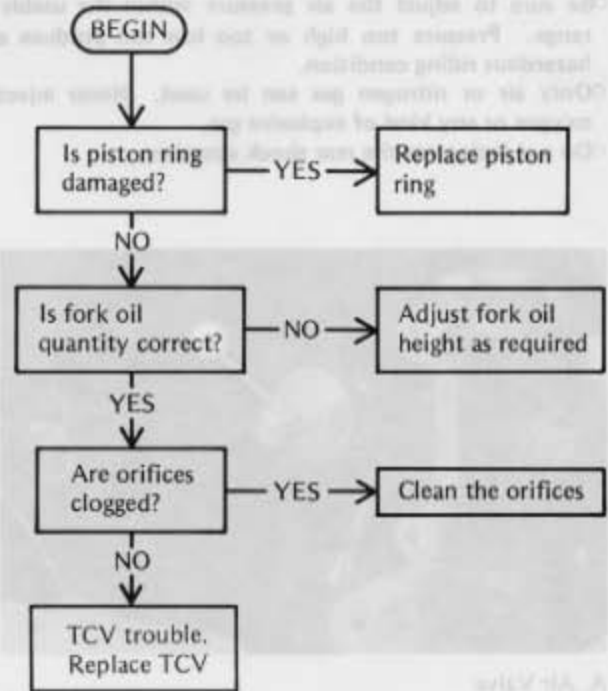 BEGIN
Is piston ring
damaged?
YES
Replace piston
ring
NO
Is fork oil
quantity correct?
NO
Adjust fork oil
height as required
YES
Are orifices
clogged?
YES
Clean the orifices
NO
TCV trouble.
Replace TCV